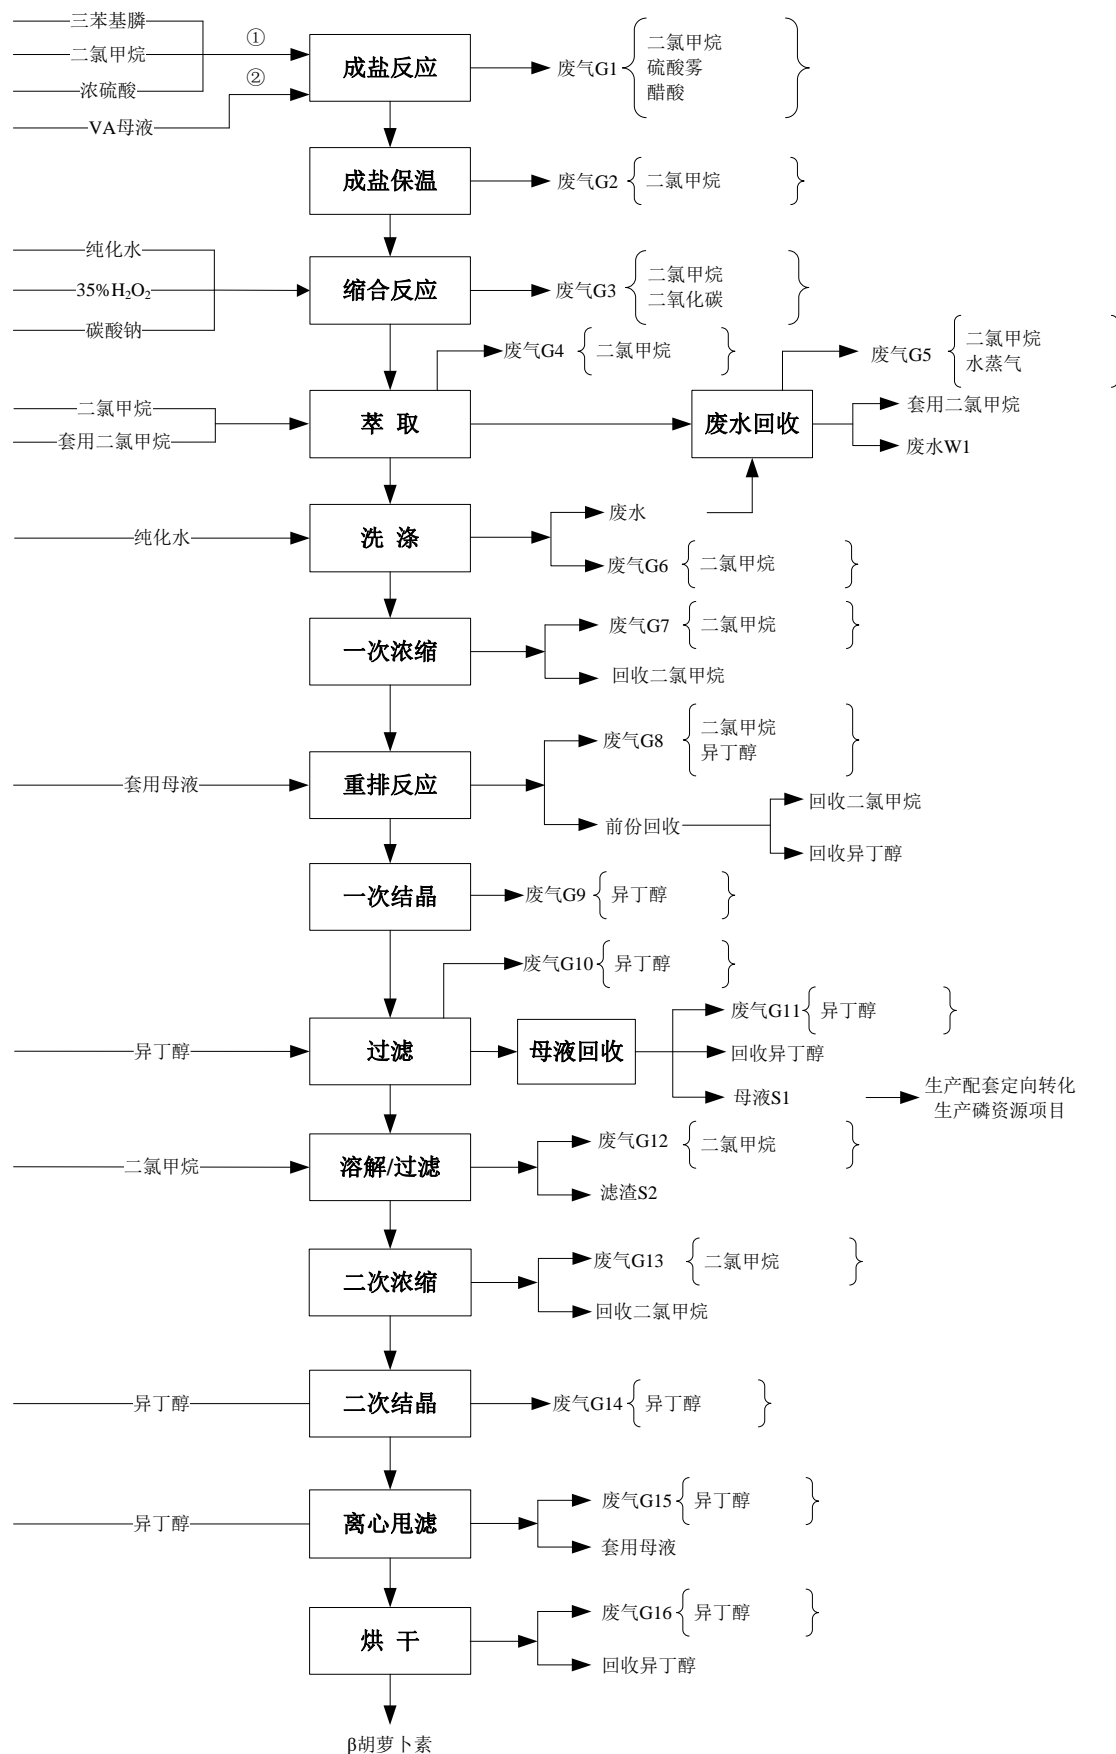 三苯基膦
二氯甲烷
浓硫酸
VA母液
①
②
成盐反应
废气G1
二氯甲烷
硫酸雾
醋酸
成盐保温
废气G2
二氯甲烷
纯化水
35%H₂O₂
碳酸钠
缩合反应
废气G3
二氯甲烷
二氧化碳
废气G4
二氯甲烷
废气G5
二氯甲烷
水蒸气
二氯甲烷
套用二氯甲烷
萃 取
废水回收
套用二氯甲烷
废水W1
纯化水
洗 涤
废水
废气G6
二氯甲烷
一次浓缩
废气G7
二氯甲烷
回收二氯甲烷
套用母液
重排反应
废气G8
二氯甲烷
异丁醇
前份回收
回收二氯甲烷
回收异丁醇
一次结晶
废气G9
异丁醇
废气G10
异丁醇
异丁醇
过滤
母液回收
废气G11
异丁醇
回收异丁醇
母液S1
生产配套定向转化
生产磷资源项目
二氯甲烷
溶解/过滤
废气G12
二氯甲烷
滤渣S2
二次浓缩
废气G13
二氯甲烷
回收二氯甲烷
异丁醇
二次结晶
废气G14
异丁醇
异丁醇
离心甩滤
废气G15
异丁醇
套用母液
烘 干
废气G16
异丁醇
回收异丁醇
β胡萝卜素